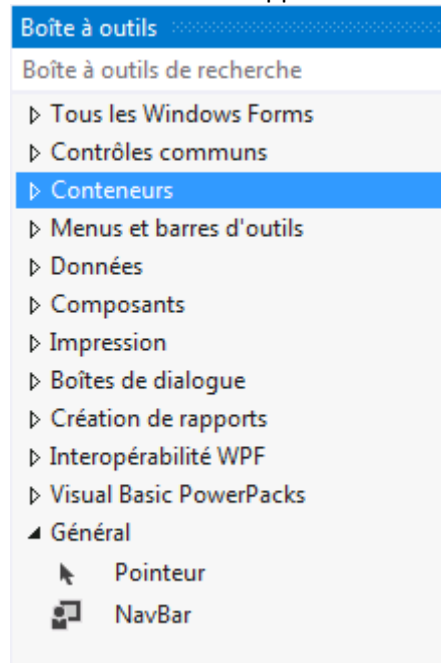 Boîte à outils
Boîte à outils de recherche
Tous les Windows Forms
Contrôles communs
Conteneurs
Menus et barres d'outils
Données
Composants
Impression
Boîtes de dialogue
Création de rapports
Interopérabilité WPF
Visual Basic PowerPacks
Général
Pointeur
NavBar